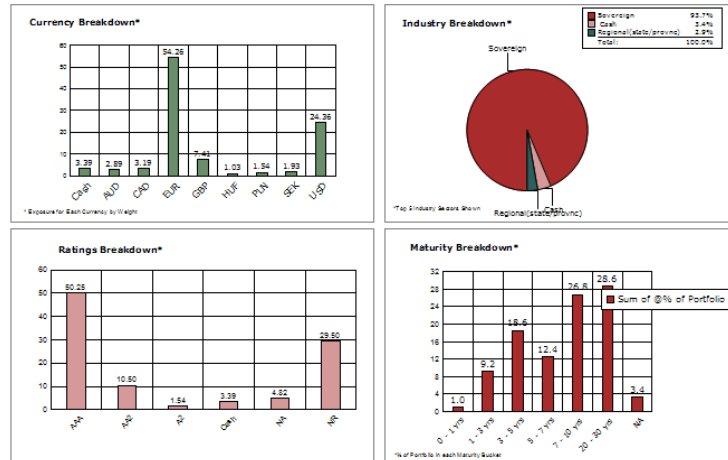 Currency Breakdown*
60
50
40
30
20
10
0
3.39
2.89
3.19
54.26
7.41
1.03
1.54
1.93
24.36
Cash
AUD
CAD
EUR
GBP
HUF
PLN
SEK
USD
* Exposure for Each Currency by Weight
Industry Breakdown*
Sovereign 93.7%
Cash 3.4%
Regional(state/provnc) 2.9%
Total: 100.0%
Sovereign
Cash
Regional(state/provnc)
*Top 5 Industry Sectors Shown
Ratings Breakdown*
60
50
40
30
20
10
0
50.25
10.50
1.54
3.39
4.82
29.50
AAA
AA2
A2
Cash
NA
NR
Maturity Breakdown*
32
28
24
20
16
12
8
4
0
1.0
9.2
18.6
12.4
26.8
28.6
3.4
Sum of @% of Portfolio
0 - 1 yrs
1 - 3 yrs
3 - 5 yrs
5 - 7 yrs
7 - 10 yrs
20 - 30 yrs
NA
*% of Portfolio in each Maturity Bucket